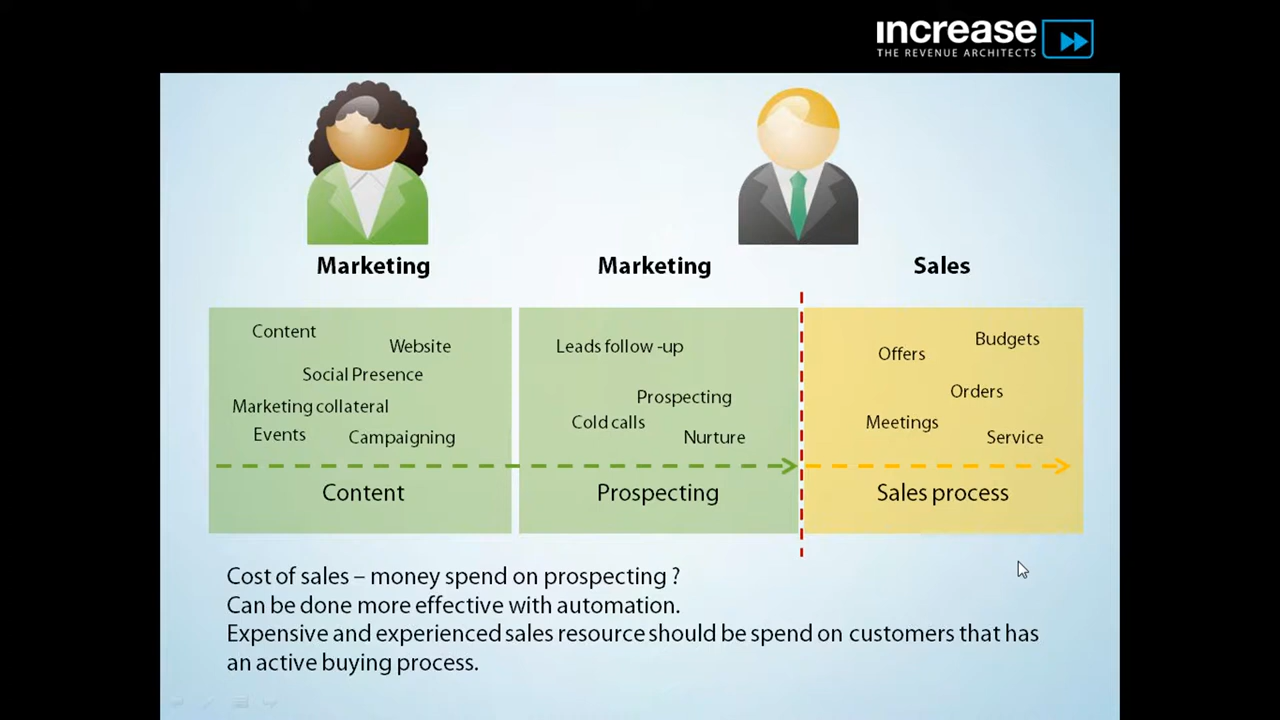 increase
THE REVENUE ARCHITECTS
Marketing
Marketing
Sales
Content
Website
Social Presence
Marketing collateral
Events
Campaigning
Content
Leads follow -up
Prospecting
Cold calls
Nurture
Prospecting
Budgets
Offers
Orders
Meetings
Service
Sales process
Cost of sales – money spend on prospecting ?
Can be done more effective with automation.
Expensive and experienced sales resource should be spend on customers that has
an active buying process.